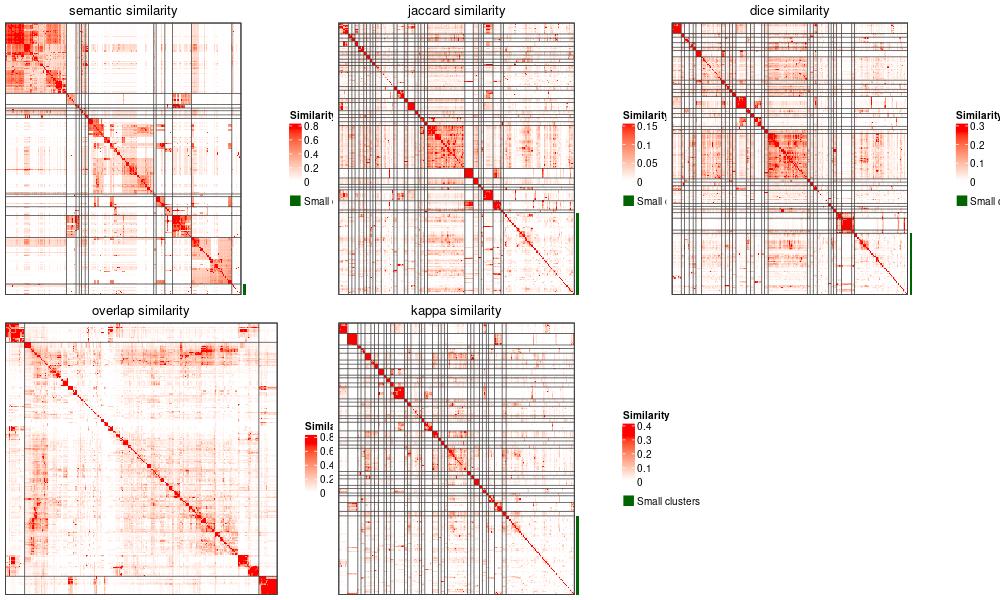 semantic similarity
jaccard similarity
dice similarity
Similarity
0.8
0.6
0.4
0.2
0
Small
Similarity
0.15
0.1
0.05
0
Small
Similarity
0.3
0.2
0.1
0
Small
overlap similarity
kappa similarity
0.8
0.6
0.4
0.2
0
Similarity
0.4
0.3
0.2
0.1
0
Small clusters